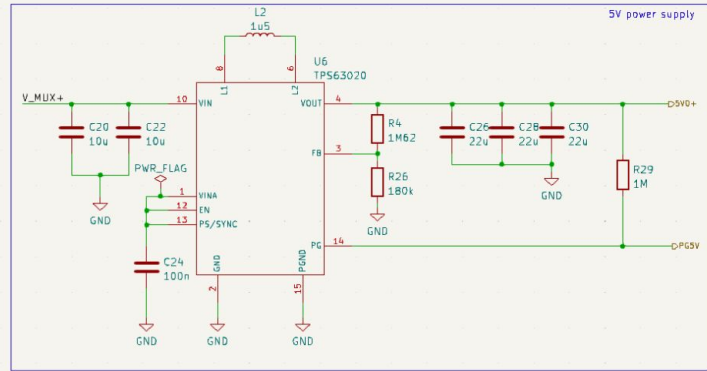 5V power supply
L2
1u5
8
6
U6
TPS63020
L1
L2
V_MUX+
10
VIN
VOUT
4
5V0+
C20
10u
C22
10u
R4
1M62
C26
22u
C28
22u
C30
22u
FB
3
PWR_FLAG
R29
1M
1
VINA
R26
180k
12
EN
13
PS/SYNC
GND
GND
GND
PG
14
PG5V
C24
100n
GND
PGND
2
15
GND
GND
GND